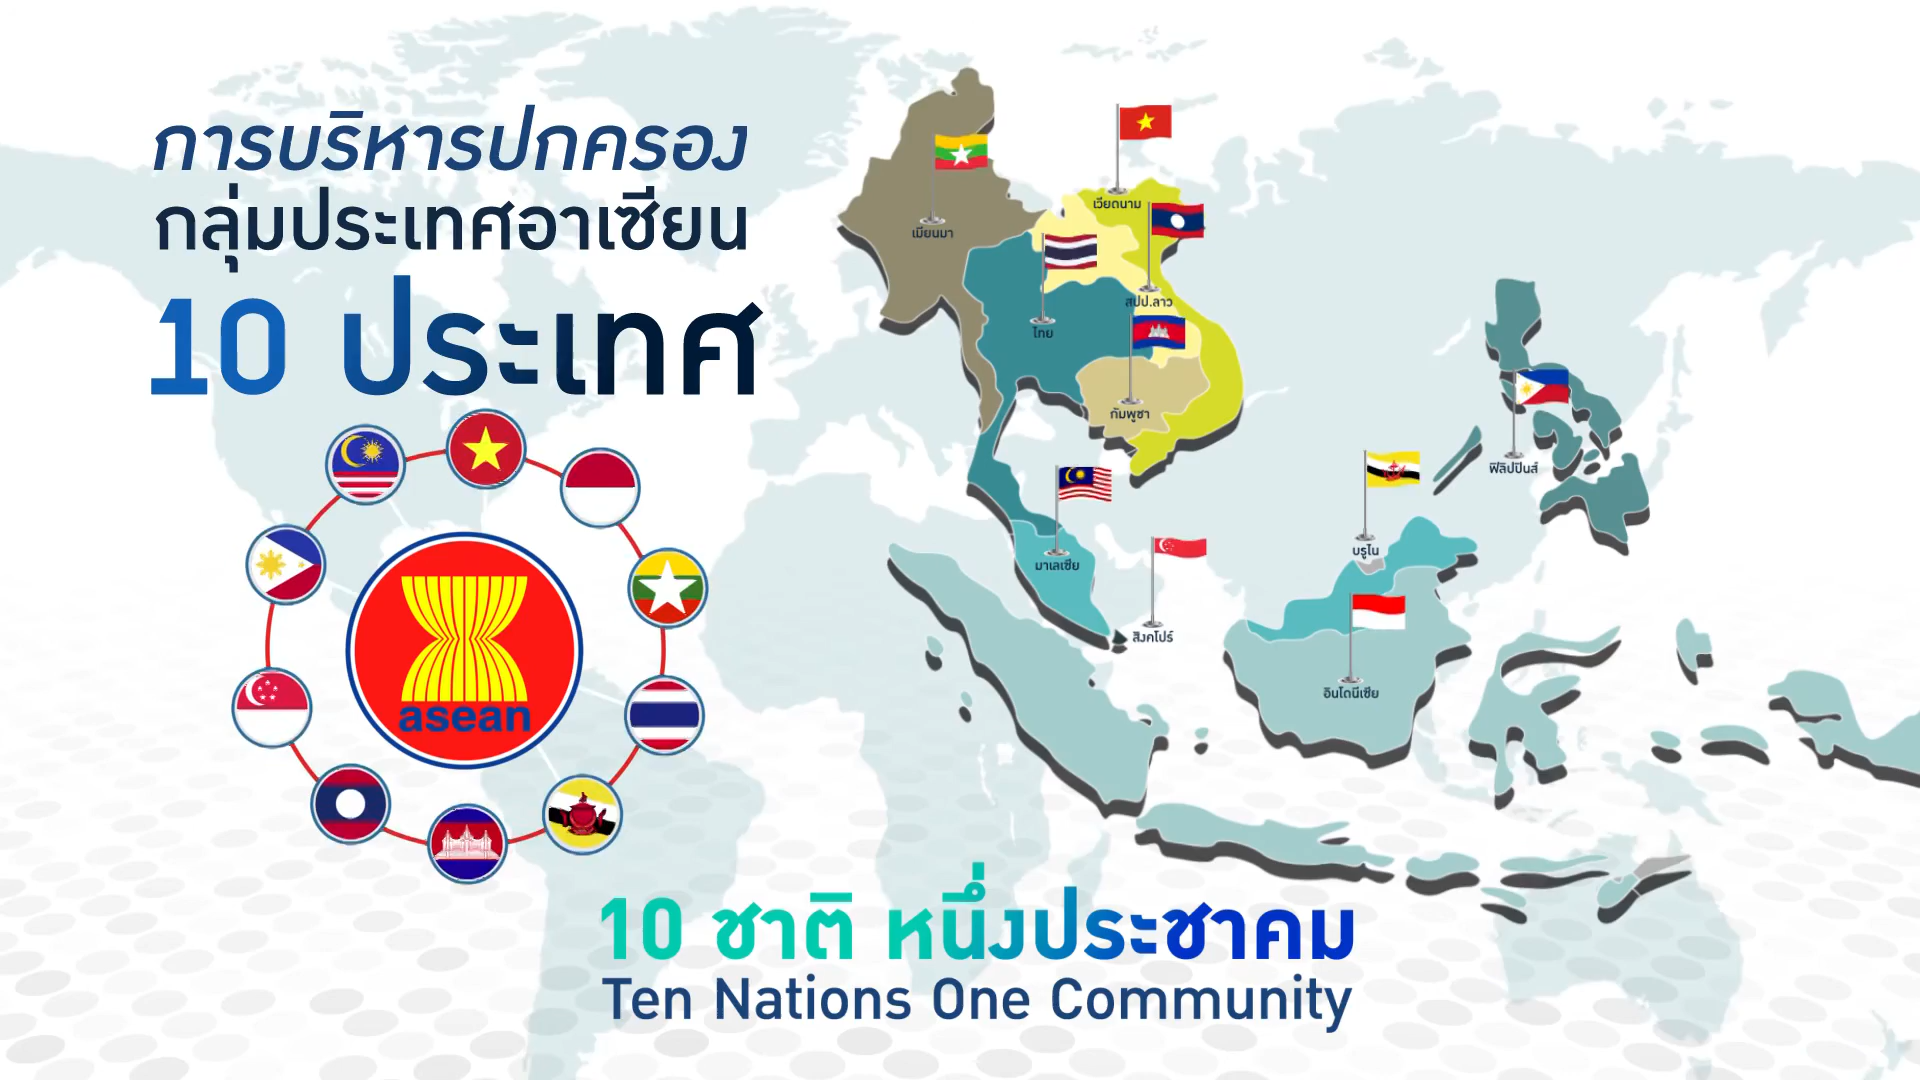 การบริหารปกครอง
กลุ่มประเทศอาเซียน
10 ประเทศ
asean
เมียนมา
เวียดนาม
สปป.ลาว
ไทย
กัมพูชา
ฟิลิปปินส์
บรูไน
มาเลเซีย
สิงคโปร์
อินโดนีเซีย
10 ชาติ หนึ่งประชาคม
Ten Nations One Community